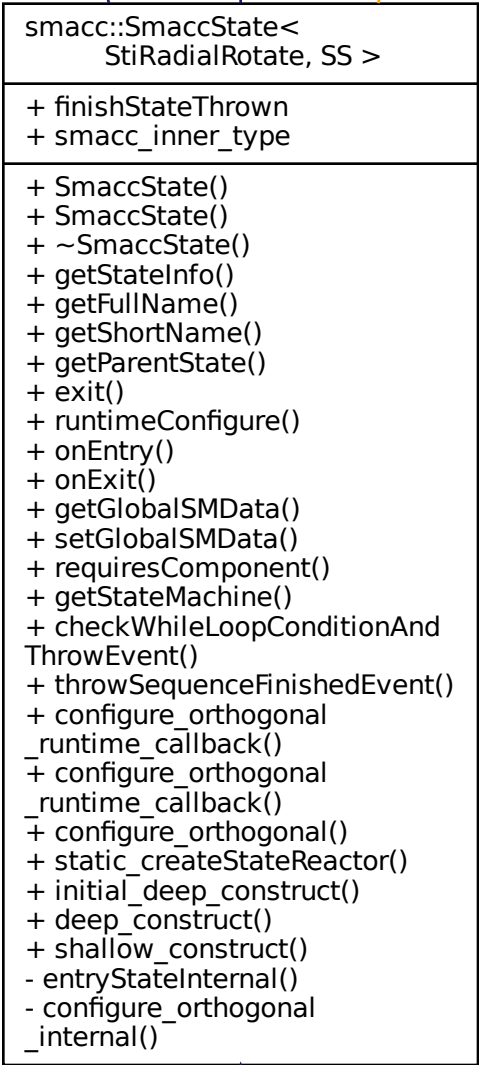 smacc::SmaccState<
StiRadialRotate, SS >
+ finishStateThrown
+ smacc_inner_type
+ SmaccState()
+ SmaccState()
+ ~SmaccState()
+ getStateInfo()
+ getFullName()
+ getShortName()
+ getParentState()
+ exit()
+ runtimeConfigure()
+ onEntry()
+ onExit()
+ getGlobalSMData()
+ setGlobalSMData()
+ requiresComponent()
+ getStateMachine()
+ checkWhileLoopConditionAnd
ThrowEvent()
+ throwSequenceFinishedEvent()
+ configure_orthogonal
_runtime_callback()
+ configure_orthogonal
_runtime_callback()
+ configure_orthogonal()
+ static_createStateReactor()
+ initial_deep_construct()
+ deep_construct()
+ shallow_construct()
- entryStateInternal()
- configure_orthogonal
_internal()